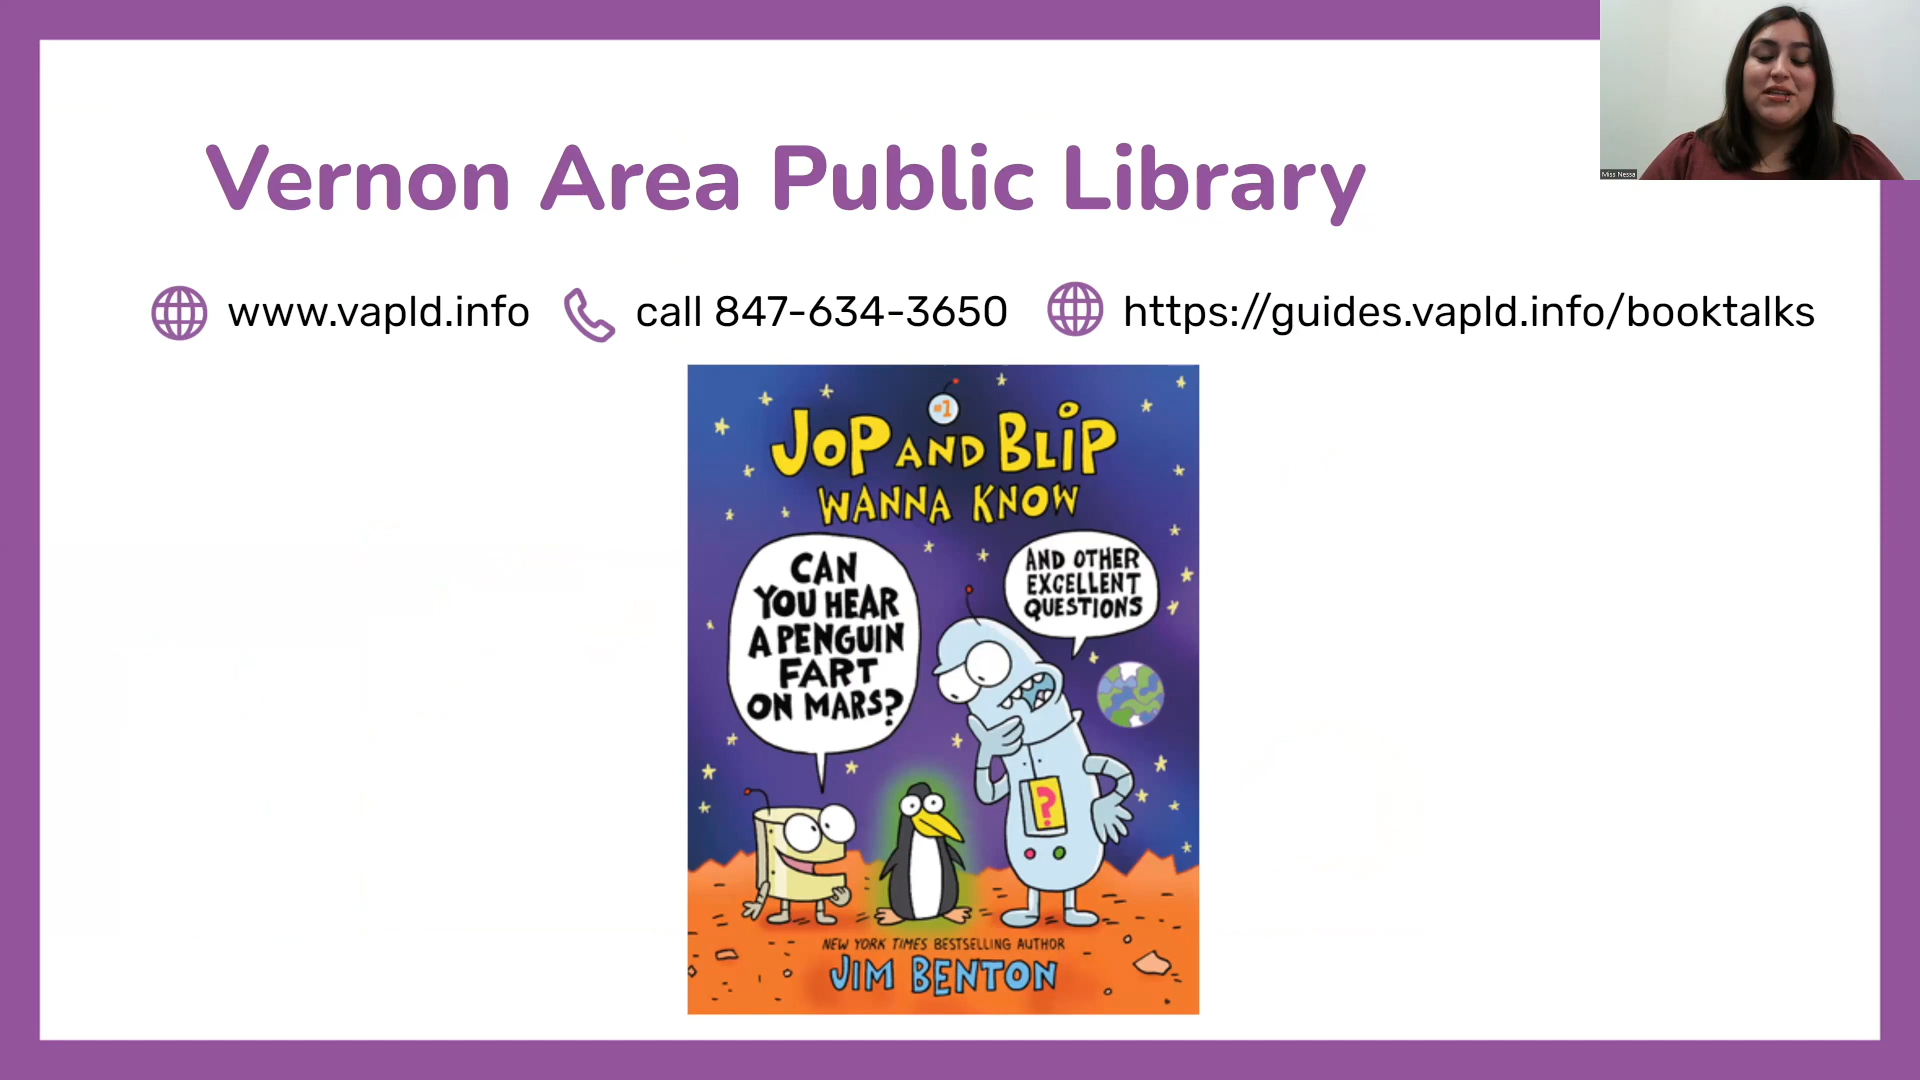 Miss Nessa
Vernon Area Public Library
www.vapld.info
call 847-634-3650
https://guides.vapld.info/booktalks
#1
JOP AND BLIP
WANNA KNOW
CAN
YOU HEAR
A PENGUIN
FART
ON MARS?
AND OTHER
EXCELLENT
QUESTIONS
?
NEW YORK TIMES BESTSELLING AUTHOR
JIM BENTON